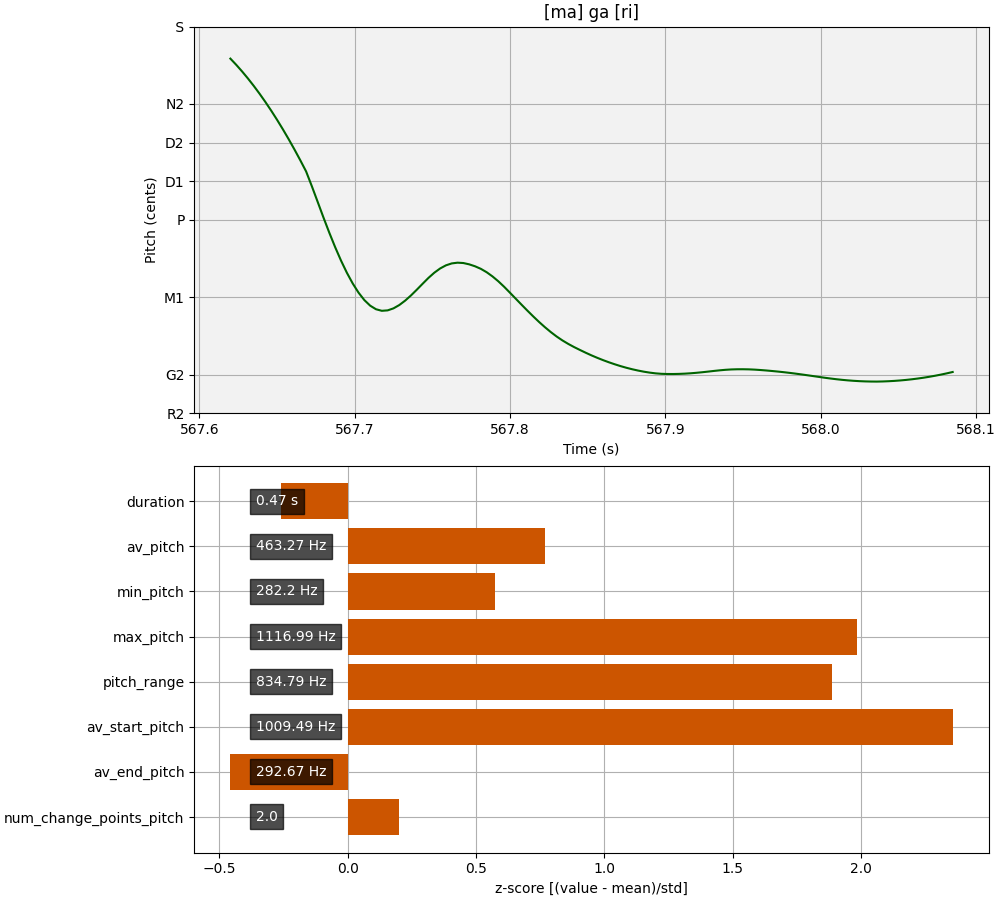 [ma] ga [ri]
S
N2
D2
D1
P
M1
G2
R2
Pitch (cents)
567.6 567.7 567.8 567.9 568.0 568.1
Time (s)
duration 0.47 s
av_pitch 463.27 Hz
min_pitch 282.2 Hz
max_pitch 1116.99 Hz
pitch_range 834.79 Hz
av_start_pitch 1009.49 Hz
av_end_pitch 292.67 Hz
num_change_points_pitch 2.0
−0.5 0.0 0.5 1.0 1.5 2.0
z-score [(value - mean)/std]